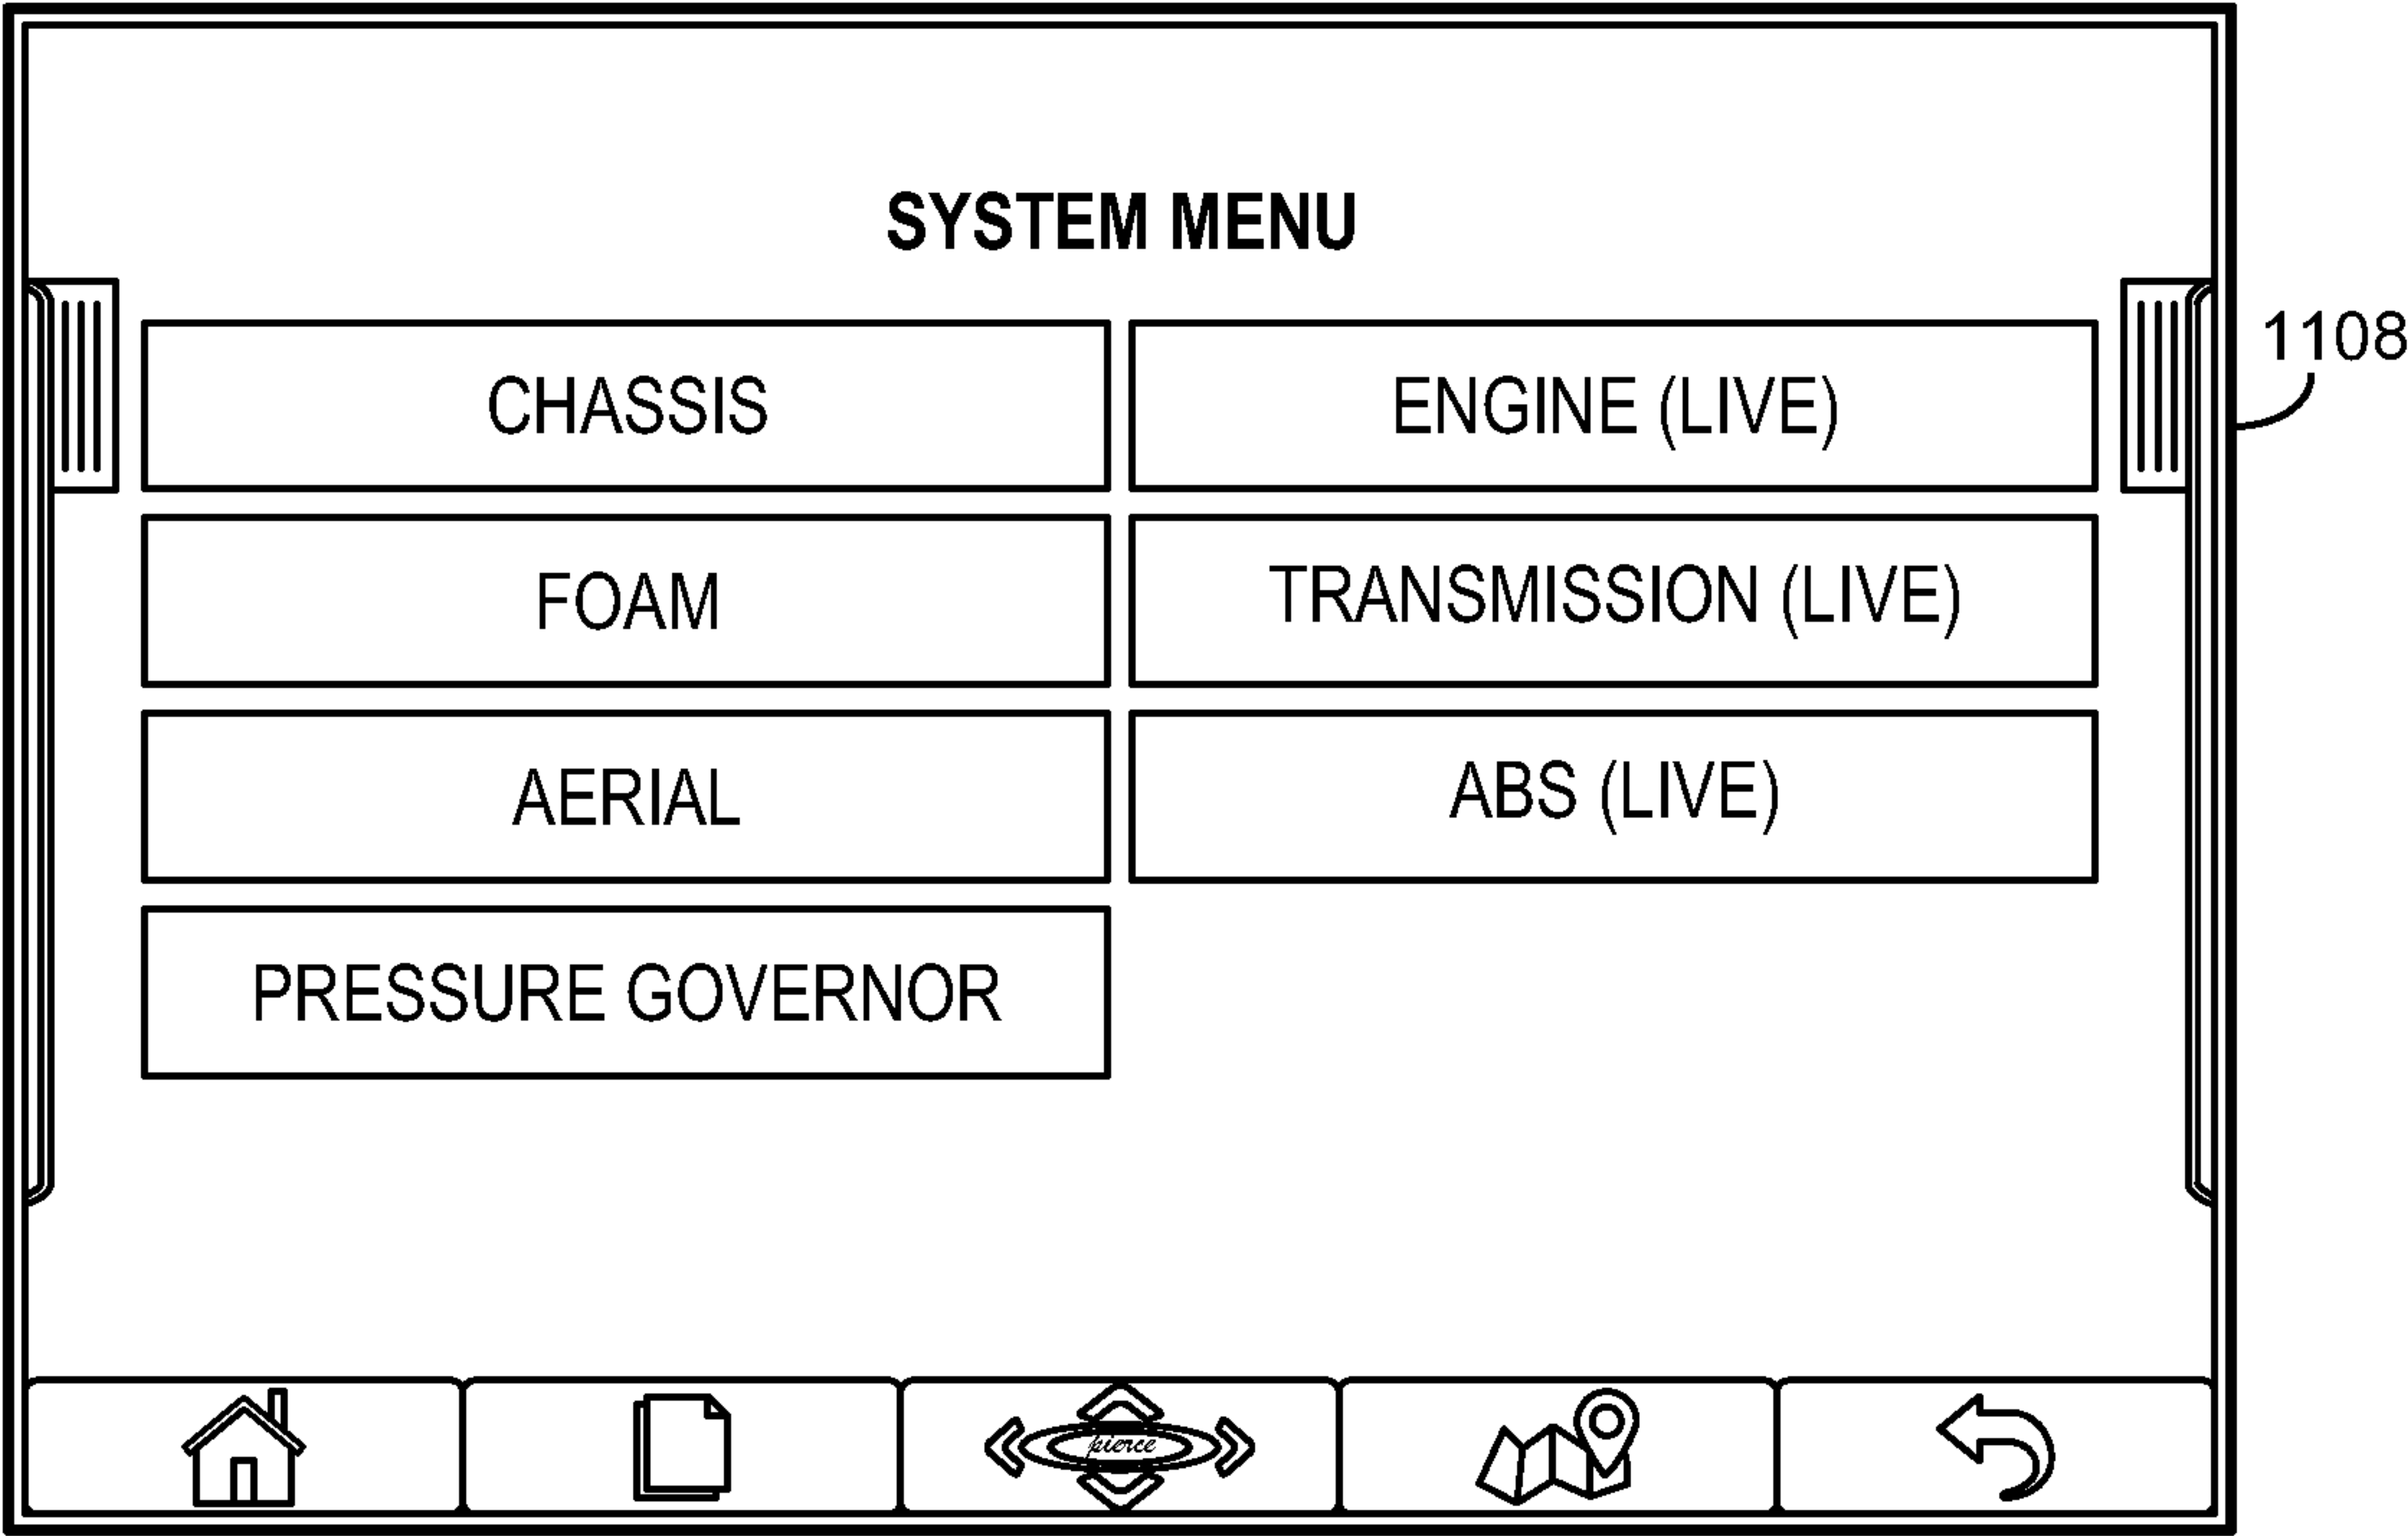 SYSTEM MENU
CHASSIS
ENGINE (LIVE)
1108
FOAM
TRANSMISSION (LIVE)
AERIAL
ABS (LIVE)
PRESSURE GOVERNOR
pierce